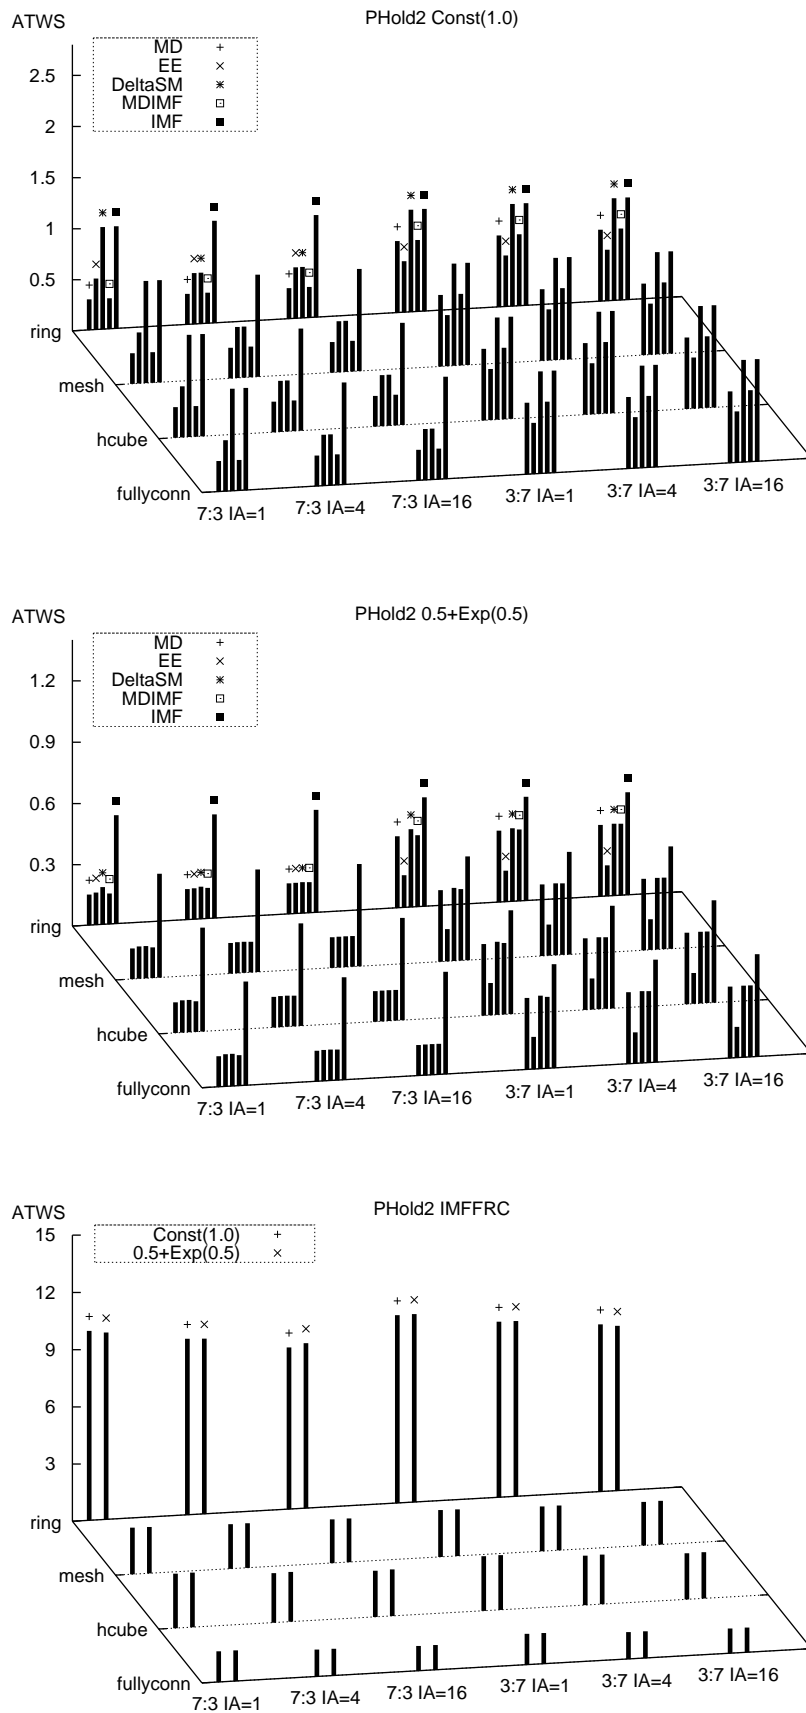 ATWS
PHold2 Const(1.0)
MD
EE
DeltaSM
MDIMF
IMF
2.5
2
1.5
1
0.5
ring
mesh
hcube
fullyconn
7:3 IA=1
7:3 IA=4
7:3 IA=16
3:7 IA=1
3:7 IA=4
3:7 IA=16
ATWS
PHold2 0.5+Exp(0.5)
MD
EE
DeltaSM
MDIMF
IMF
1.2
0.9
0.6
0.3
ring
mesh
hcube
fullyconn
7:3 IA=1
7:3 IA=4
7:3 IA=16
3:7 IA=1
3:7 IA=4
3:7 IA=16
ATWS
PHold2 IMFFRC
Const(1.0)
0.5+Exp(0.5)
15
12
9
6
3
ring
mesh
hcube
fullyconn
7:3 IA=1
7:3 IA=4
7:3 IA=16
3:7 IA=1
3:7 IA=4
3:7 IA=16